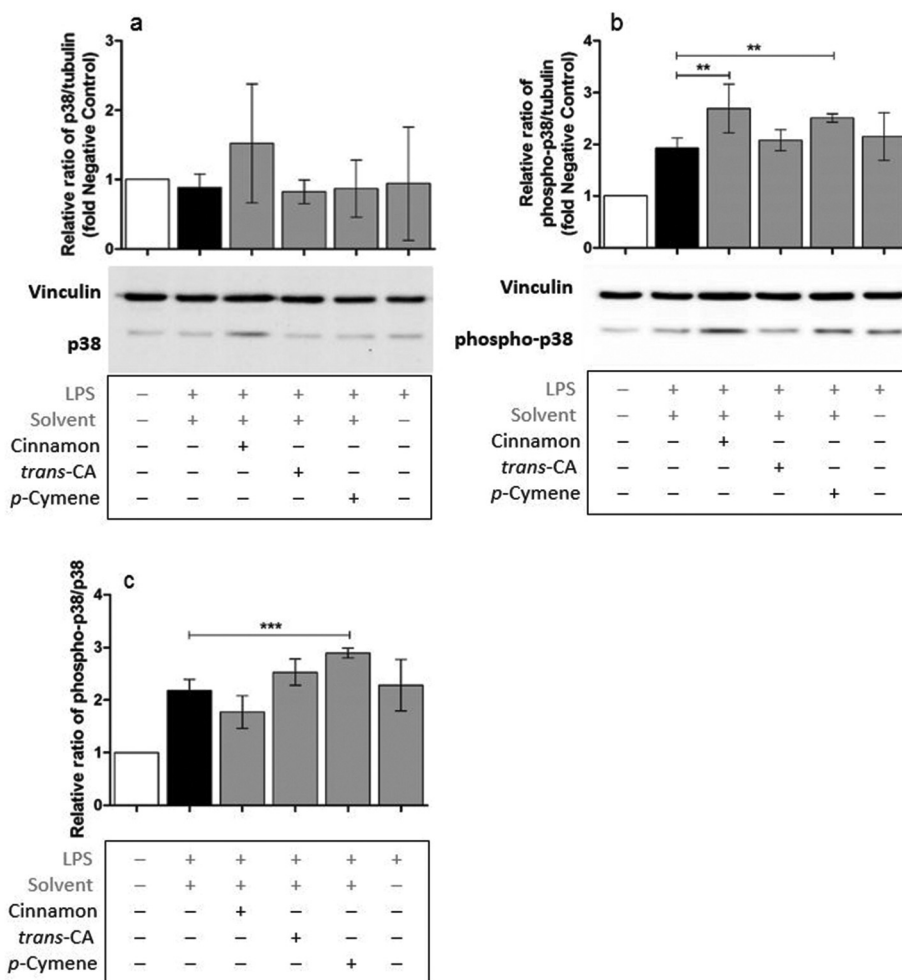 a
Relative ratio of p38/tubulin
(fold Negative Control)
3
2
1
0
Vinculin
p38
LPS – + + + + +
Solvent – + + + + –
Cinnamon – – + – – –
trans-CA – – – + – –
p-Cymene – – – – + –
b
Relative ratio of
phospho-p38/tubulin
(fold Negative Control)
4
3
2
1
0
**
**
Vinculin
phospho-p38
LPS – + + + + +
Solvent – + + + + –
Cinnamon – – + – – –
trans-CA – – – + – –
p-Cymene – – – – + –
c
Relative ratio of phospho-p38/p38
4
3
2
1
0
***
LPS – + + + + +
Solvent – + + + + –
Cinnamon – – + – – –
trans-CA – – – + – –
p-Cymene – – – – + –